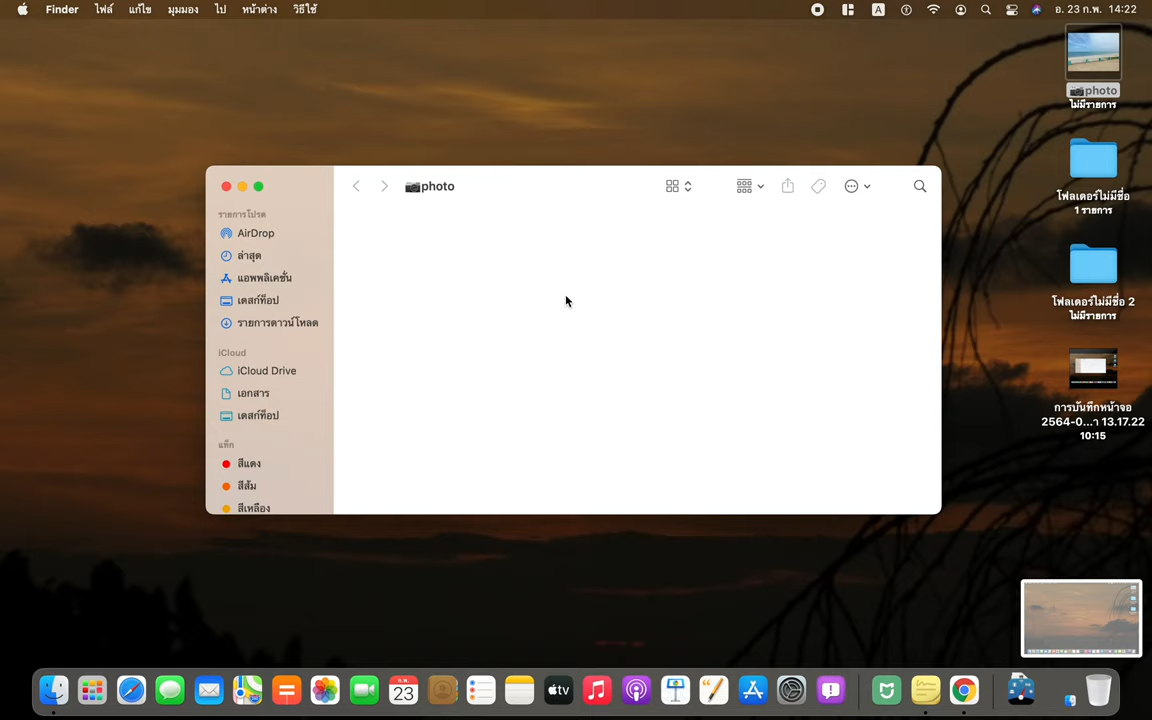 Finder ไฟล์ แก้ไข มุมมอง ไป หน้าต่าง วิธีใช้ A อ. 23 ก.พ. 14:22
📷photo
ไม่มีรายการ
โฟลเดอร์ไม่มีชื่อ
1 รายการ
โฟลเดอร์ไม่มีชื่อ 2
ไม่มีรายการ
การบันทึกหน้าจอ
2564-0...า 13.17.22
10:15
📷photo
รายการโปรด
AirDrop
ล่าสุด
แอพพลิเคชั่น
เดสก์ท็อป
รายการดาวน์โหลด
iCloud
iCloud Drive
เอกสาร
เดสก์ท็อป
แท็ก
สีแดง
สีส้ม
สีเหลือง
ก.พ.
23
tv